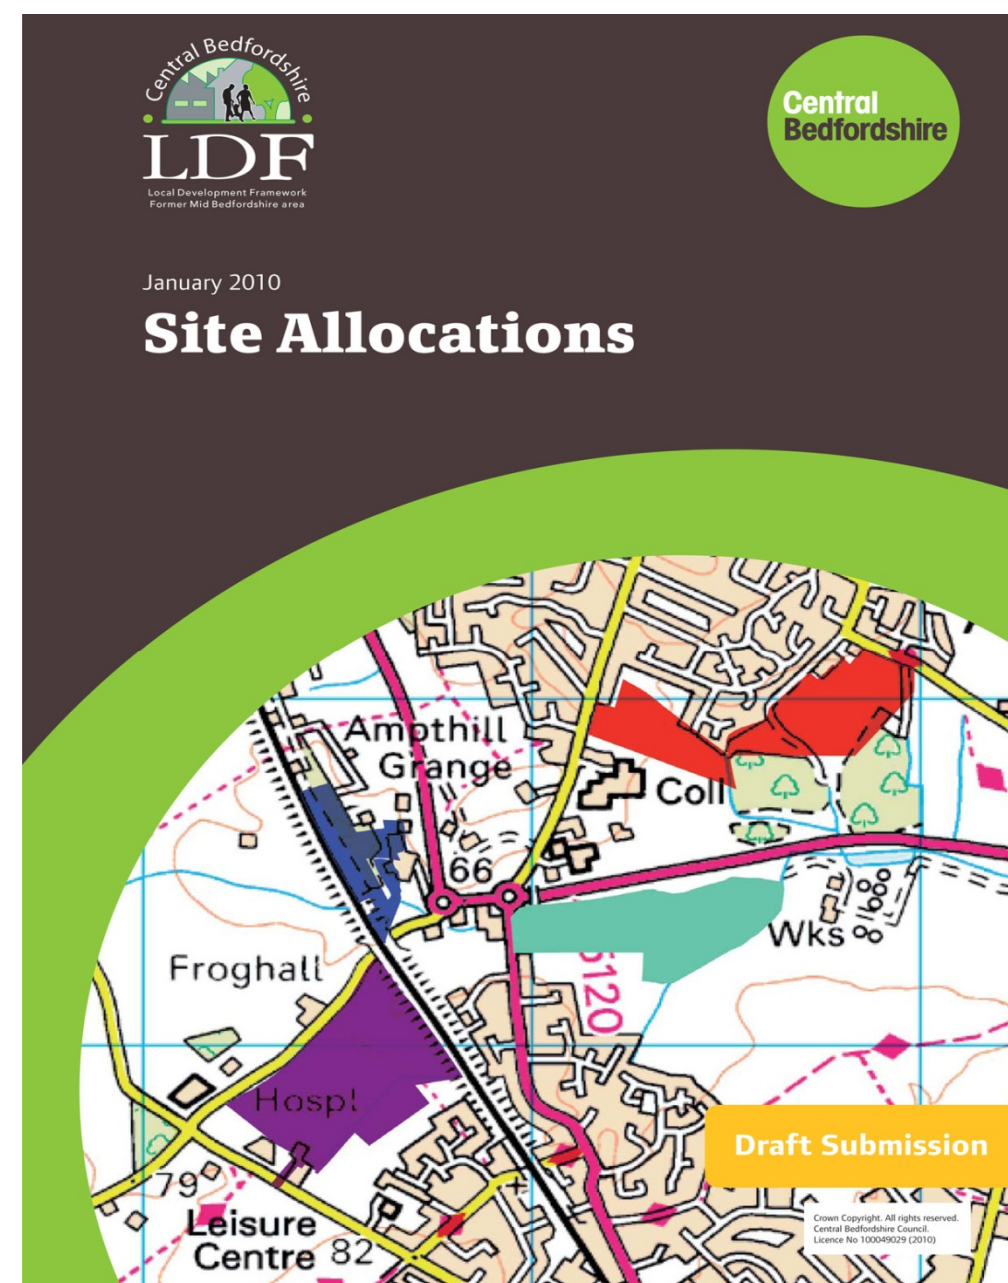 Central Bedfordshire
LDF
Local Development Framework
Former Mid Bedfordshire area
Central
Bedfordshire
January 2010
Site Allocations
Ampthill
Grange
Coll
66
Wks
Froghall
5120
Hospl
79
Leisure
Centre 82
Draft Submission
Crown Copyright. All rights reserved.
Central Bedfordshire Council.
Licence No 100049029 (2010)